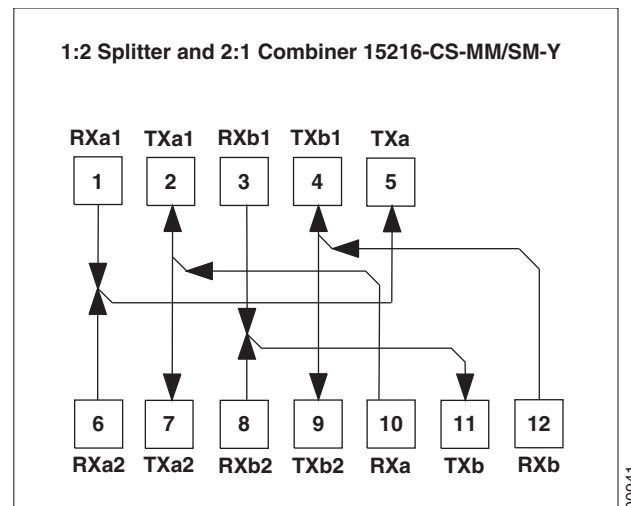 1:2 Splitter and 2:1 Combiner 15216-CS-MM/SM-Y
RXa1 TXa1 RXb1 TXb1 TXa
1 2 3 4 5
6 7 8 9 10 11 12
RXa2 TXa2 RXb2 TXb2 RXa TXb RXb